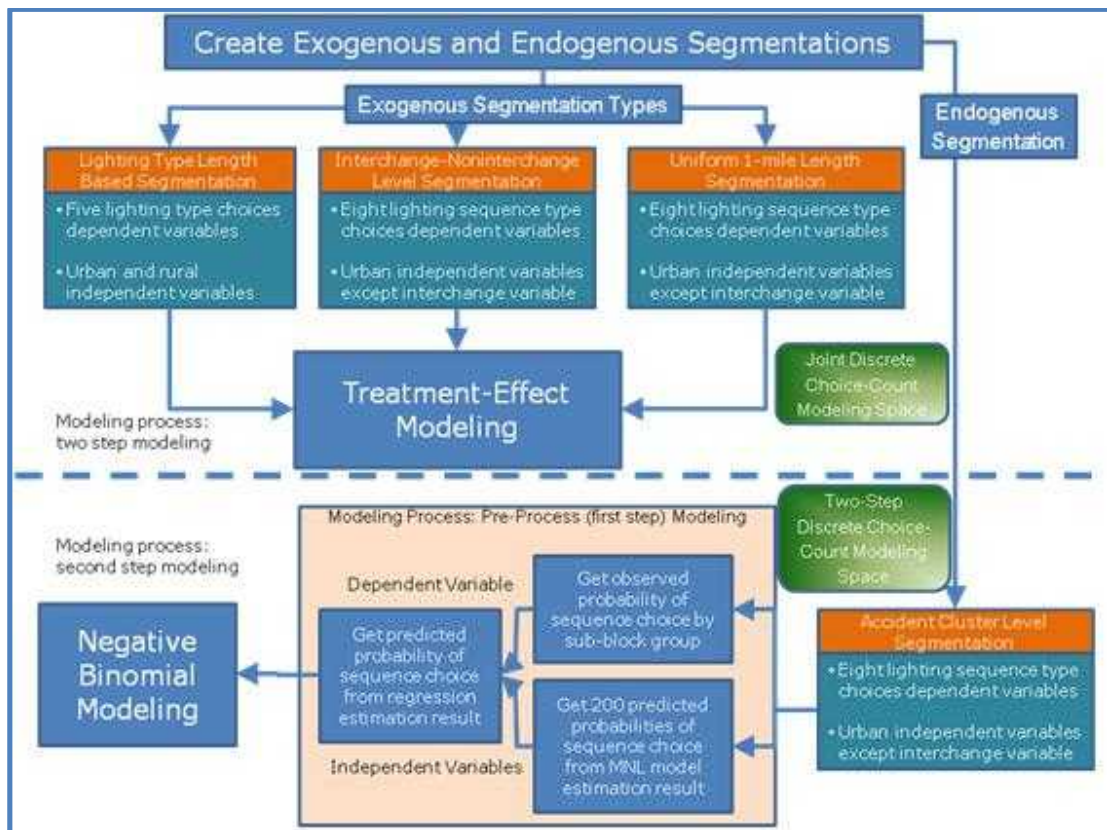 Create Exogenous and Endogenous Segmentations
Exogenous Segmentation Types
Endogenous
Segmentation
Lighting Type Length
Based Segmentation
• Five lighting type choices
dependent variables
• Urban and rural
independent variables
Interchange-Noninterchange
Level Segmentation
• Eight lighting sequence type
choices dependent variables
• Urban independent variables
except interchange variable
Uniform 1-mile Length
Segmentation
• Eight lighting sequence type
choices dependent variables
• Urban independent variables
except interchange variable
Treatment-Effect
Modeling
Joint Discrete
Choice-Count
Modeling Space
Modeling process:
two step modeling
Modeling process:
second step modeling
Modeling Process: Pre-Process (first step) Modeling
Two-Step
Discrete Choice-
Count Modeling
Space
Dependent Variable
Get observed
probability of
sequence choice by
sub-block group
Negative
Binomial
Modeling
Get predicted
probability of
sequence choice
from regression
estimation result
Get 200 predicted
probabilities of
sequence choice
from MNL model
estimation result
Independent Variables
Accident Cluster Level
Segmentation
• Eight lighting sequence type
choices dependent variables
• Urban independent variables
except interchange variable